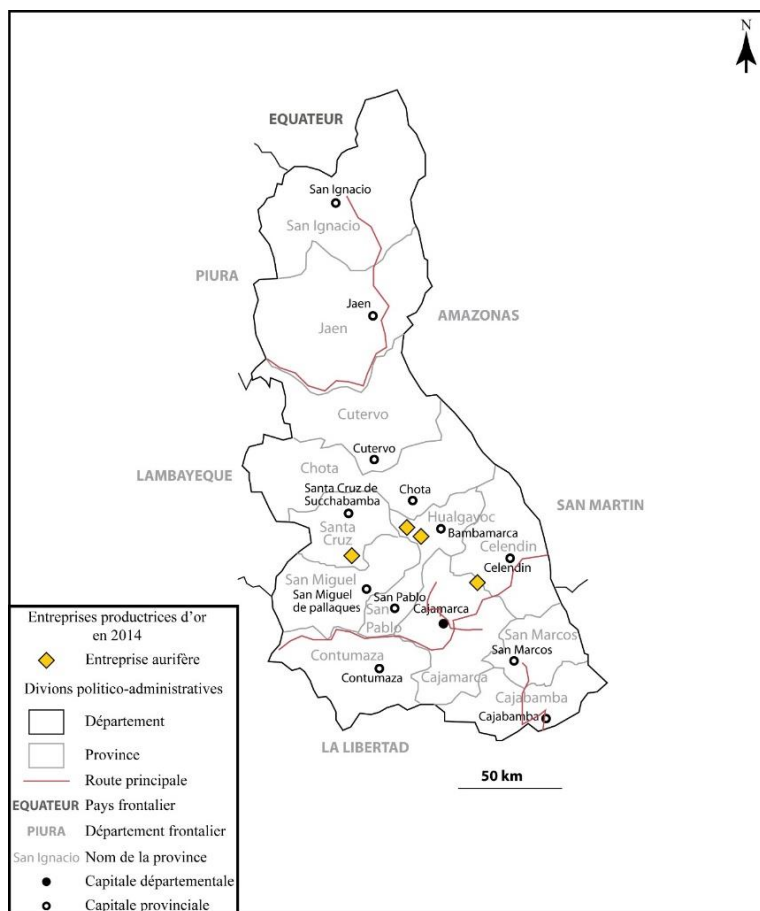 N
EQUATEUR
San Ignacio
San Ignacio
PIURA
Jaen
Jaen
AMAZONAS
Cutervo
Cutervo
Chota
LAMBAYEQUE
Santa Cruz de
Succhabamba
Chota
SAN MARTIN
Santa
Cruz
Hualgayoc
Bambamarca
Celendin
Celendin
San Miguel
San Miguel
de pallaques
San Pablo
San
Pablo
Cajamarca
San Marcos
San Marcos
Contumaza
Contumaza
Cajamarca
Cajabamba
Cajabamba
LA LIBERTAD
50 km
Entreprises productrices d'or
en 2014
Entreprise aurifère
Divions politico-administratives
Département
Province
Route principale
EQUATEUR Pays frontalier
PIURA Département frontalier
San Ignacio Nom de la province
Capitale départementale
Capitale provinciale